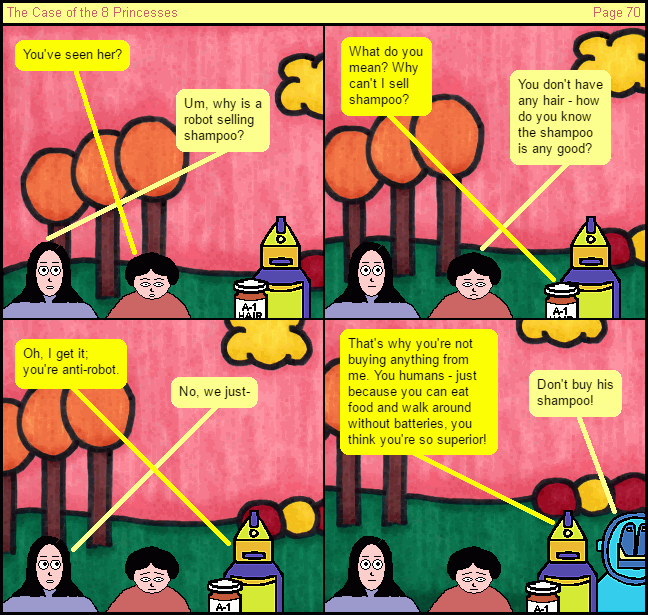 The Case of the 8 Princesses
Page 70
You've seen her?
Um, why is a
robot selling
shampoo?
A-1
HAIR
What do you
mean? Why
can't I sell
shampoo?
You don't have
any hair - how
do you know
the shampoo
is any good?
A-1
Oh, I get it;
you're anti-robot.
No, we just-
A-1
That's why you're not
buying anything from
me. You humans - just
because you can eat
food and walk around
without batteries, you
think you're so superior!
Don't buy his
shampoo!
A-1